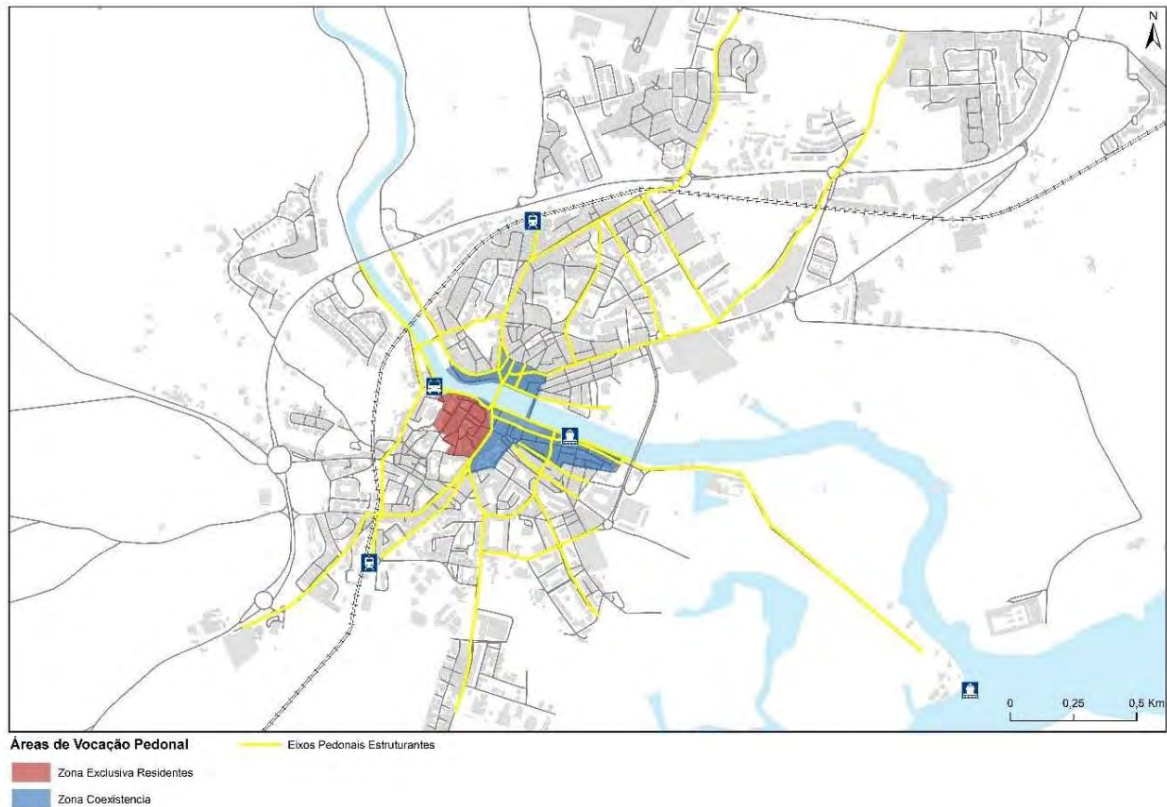 N
0 0,25 0,5 Km
Áreas de Vocação Pedonal
Eixos Pedonais Estruturantes
Zona Exclusiva Residentes
Zona Coexistencia